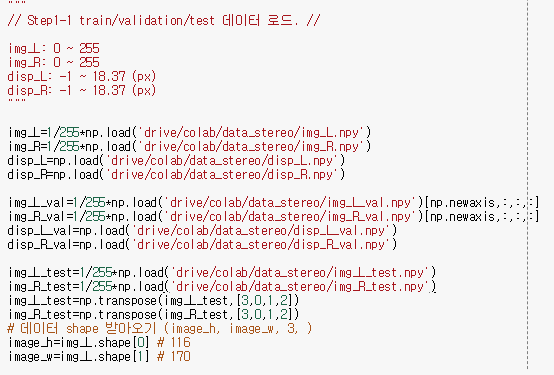 """
// Step1-1 train/validation/test 데이터 로드. //
img_L: 0 ~ 255
img_R: 0 ~ 255
disp_L: -1 ~ 18.37 (px)
disp_R: -1 ~ 18.37 (px)
"""
img_L=1/255*np.load('drive/colab/data_stereo/img_L.npy')
img_R=1/255*np.load('drive/colab/data_stereo/img_R.npy')
disp_L=np.load('drive/colab/data_stereo/disp_L.npy')
disp_R=np.load('drive/colab/data_stereo/disp_R.npy')
img_L_val=1/255*np.load('drive/colab/data_stereo/img_L_val.npy')[np.newaxis,:,:,:]
img_R_val=1/255*np.load('drive/colab/data_stereo/img_R_val.npy')[np.newaxis,:,:,:]
disp_L_val=np.load('drive/colab/data_stereo/disp_L_val.npy')
disp_R_val=np.load('drive/colab/data_stereo/disp_R_val.npy')
img_L_test=1/255*np.load('drive/colab/data_stereo/img_L_test.npy')
img_R_test=1/255*np.load('drive/colab/data_stereo/img_R_test.npy')
img_L_test=np.transpose(img_L_test,[3,0,1,2])
img_R_test=np.transpose(img_R_test,[3,0,1,2])
# 데이터 shape 받아오기 (image_h, image_w, 3, )
image_h=img_L.shape[0] # 116
image_w=img_L.shape[1] # 170